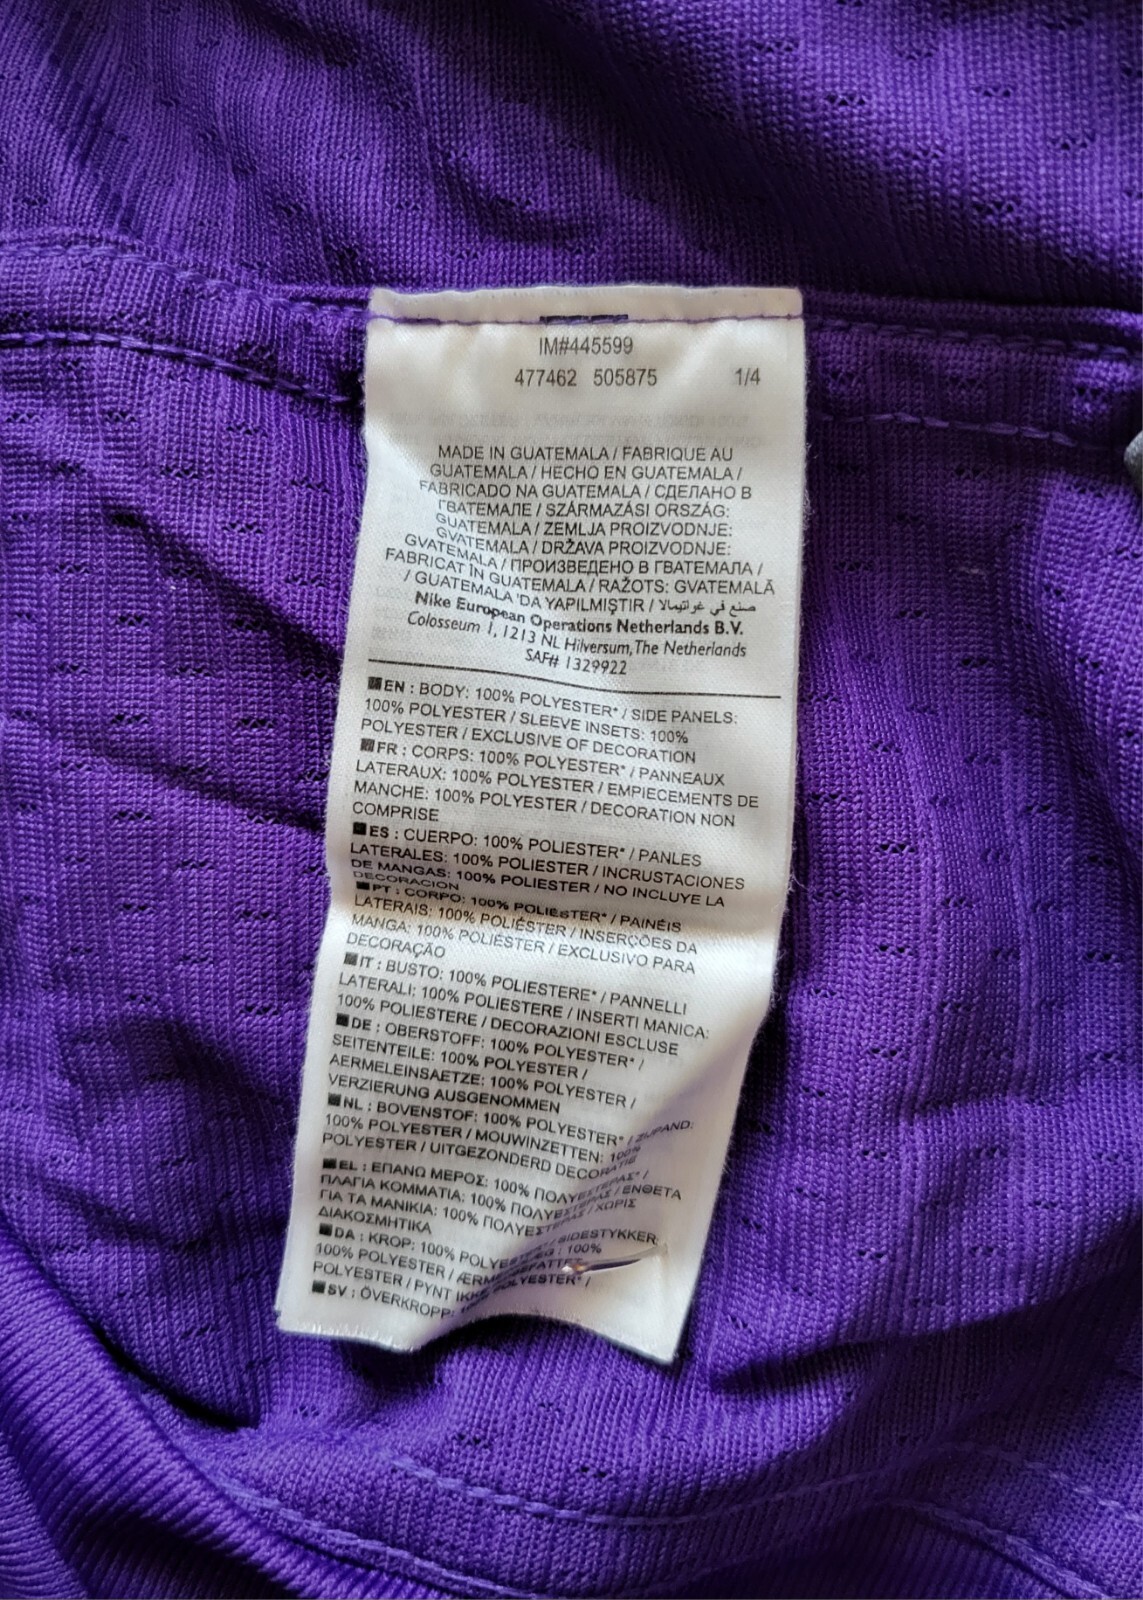 IM#445599
477462 505875 1/4
MADE IN GUATEMALA / FABRIQUE AU
GUATEMALA / HECHO EN GUATEMALA /
FABRICADO NA GUATEMALA / СДЕЛАНО В
ГВАТЕМАЛЕ / SZÁRMAZÁSI ORSZÁG:
GUATEMALA / ZEMLJA PROIZVODNJE:
GVATEMALA / DRŽAVA PROIZVODNJE:
GVATEMALA / ПРОИЗВЕДЕНО В ГВАТЕМАЛА /
FABRICAT ÎN GUATEMALA / RAŽOTS: GVATEMALĀ
/ GUATEMALA 'DA YAPILMIŞTIR / صنع في غواتيمالا
Nike European Operations Netherlands B.V.
Colosseum 1, 1213 NL Hilversum, The Netherlands
SAF# 1329922
EN : BODY: 100% POLYESTER* / SIDE PANELS:
100% POLYESTER / SLEEVE INSETS: 100%
POLYESTER / EXCLUSIVE OF DECORATION
FR : CORPS: 100% POLYESTER* / PANNEAUX
LATERAUX: 100% POLYESTER / EMPIECEMENTS DE
MANCHE: 100% POLYESTER / DECORATION NON
COMPRISE
ES : CUERPO: 100% POLIESTER* / PANLES
LATERALES: 100% POLIESTER / INCRUSTACIONES
DE MANGAS: 100% POLIESTER / NO INCLUYE LA
DECORACION
PT : CORPO: 100% POLIÉSTER* / PAINÉIS
LATERAIS: 100% POLIÉSTER / INSERÇÕES DA
MANGA: 100% POLIÉSTER / EXCLUSIVO PARA
DECORAÇÃO
IT : BUSTO: 100% POLIESTERE* / PANNELLI
LATERALI: 100% POLIESTERE / INSERTI MANICA:
100% POLIESTERE / DECORAZIONI ESCLUSE
DE : OBERSTOFF: 100% POLYESTER* /
SEITENTEILE: 100% POLYESTER /
AERMELEINSAETZE: 100% POLYESTER /
VERZIERUNG AUSGENOMMEN
NL : BOVENSTOF: 100% POLYESTER* / ZIJPAND:
100% POLYESTER / MOUWINZETTEN: 100%
POLYESTER / UITGEZONDERD DECORATIE
EL : ΕΠΑΝΩ ΜΕΡΟΣ: 100% ΠΟΛΥΕΣΤΕΡΑΣ* /
ΠΛΑΓΙΑ ΚΟΜΜΑΤΙΑ: 100% ΠΟΛΥΕΣΤΕΡΑΣ / ΕΝΘΕΤΑ
ΓΙΑ ΤΑ ΜΑΝΙΚΙΑ: 100% ΠΟΛΥΕΣΤΕΡΑΣ / ΧΩΡΙΣ
ΔΙΑΚΟΣΜΗΤΙΚΑ
DA : KROP: 100% POLYESTER* / SIDESTYKKER:
100% POLYESTER / 100%
POLYESTER / PYNT IKKE POLYESTER* /
SV : ÖVERKROPP: